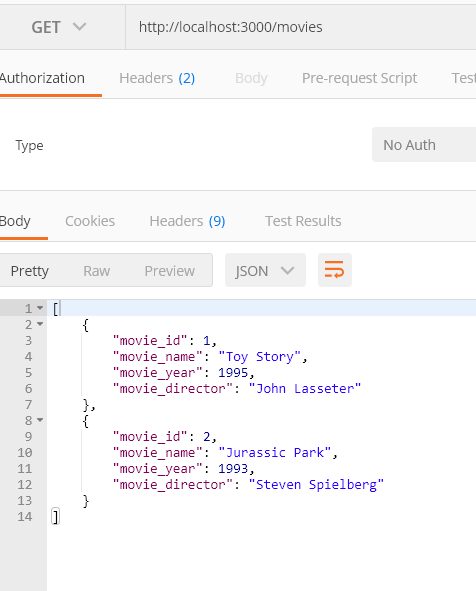 GET http://localhost:3000/movies
Authorization Headers (2) Body Pre-request Script Test
Type No Auth
Body Cookies Headers (9) Test Results
Pretty Raw Preview JSON
1 [
2 {
3 "movie_id": 1,
4 "movie_name": "Toy Story",
5 "movie_year": 1995,
6 "movie_director": "John Lasseter"
7 },
8 {
9 "movie_id": 2,
10 "movie_name": "Jurassic Park",
11 "movie_year": 1993,
12 "movie_director": "Steven Spielberg"
13 }
14 ]